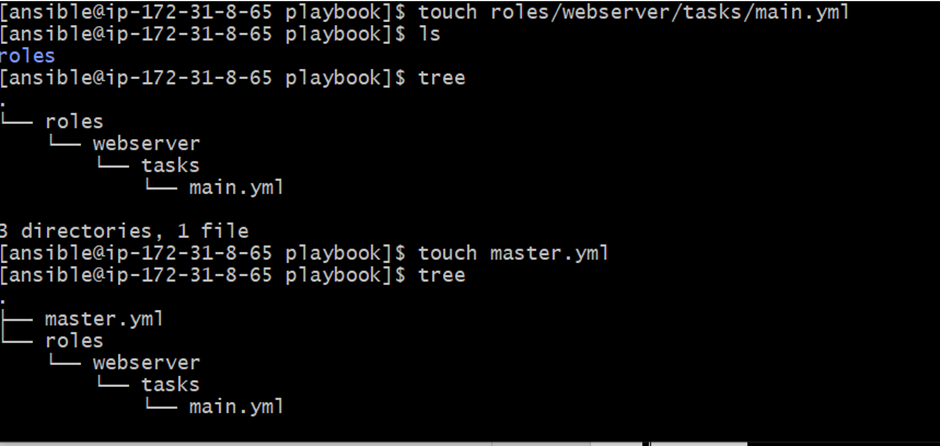 [ansible@ip-172-31-8-65 playbook]$ touch roles/webserver/tasks/main.yml
[ansible@ip-172-31-8-65 playbook]$ ls
roles
[ansible@ip-172-31-8-65 playbook]$ tree
.
└── roles
    └── webserver
        └── tasks
            └── main.yml
3 directories, 1 file
[ansible@ip-172-31-8-65 playbook]$ touch master.yml
[ansible@ip-172-31-8-65 playbook]$ tree
.
├── master.yml
└── roles
    └── webserver
        └── tasks
            └── main.yml